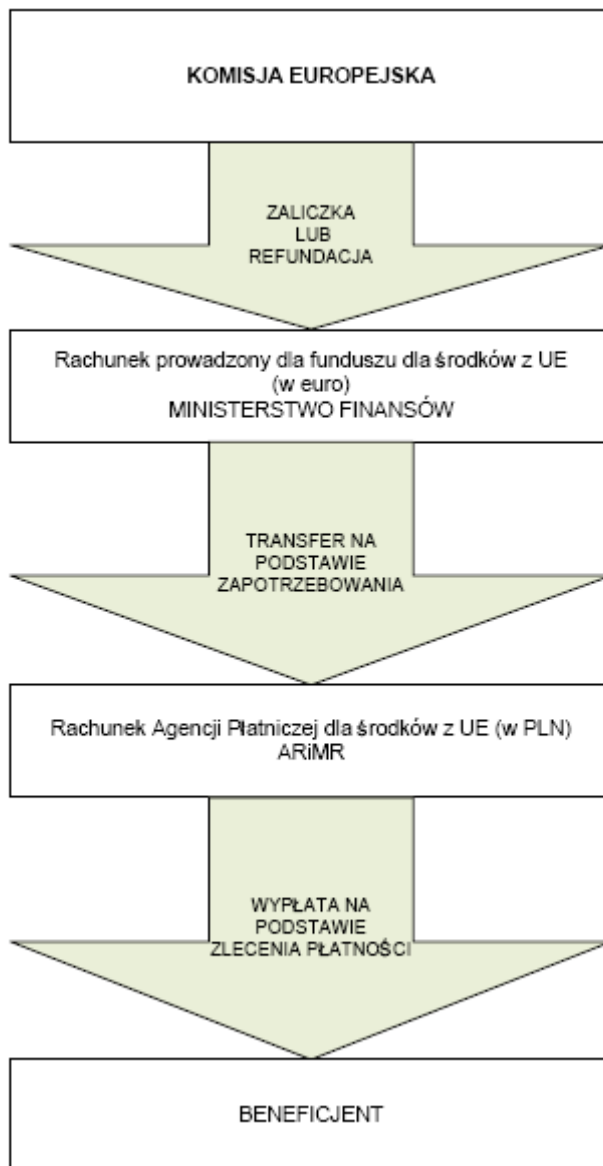 KOMISJA EUROPEJSKA
ZALICZKA
LUB
REFUNDACJA
Rachunek prowadzony dla funduszu dla środków z UE
(w euro)
MINISTERSTWO FINANSÓW
TRANSFER NA
PODSTAWIE
ZAPOTRZEBOWANIA
Rachunek Agencji Płatniczej dla środków z UE (w PLN)
ARiMR
WYPŁATA NA
PODSTAWIE
ZLECENIA PŁATNOŚCI
BENEFICJENT